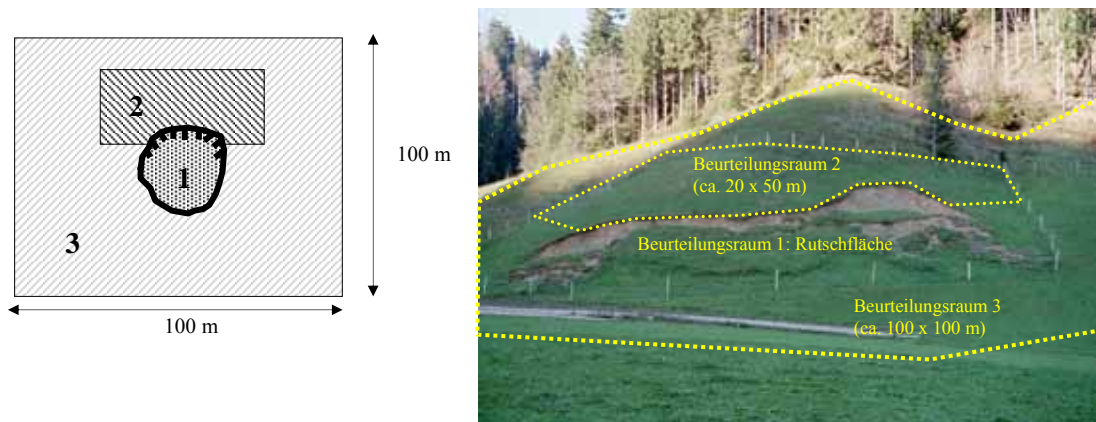 2
1
3
100 m
100 m
Beurteilungsraum 2
(ca. 20 x 50 m)
Beurteilungsraum 1: Rutschfläche
Beurteilungsraum 3
(ca. 100 x 100 m)